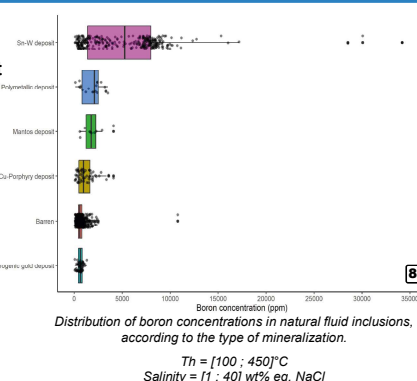 Sn-W deposit
Polymetallic deposit
Mantos deposit
Cu-Porphyry deposit
Barren
ogenic gold deposit
8
0 5000 10000 15000 20000 25000 30000 35000
Boron concentration (ppm)
Distribution of boron concentrations in natural fluid inclusions,
according to the type of mineralization.
Th = [100 ; 450]°C
Salinity = [1 ; 40] wt% eq. NaCl